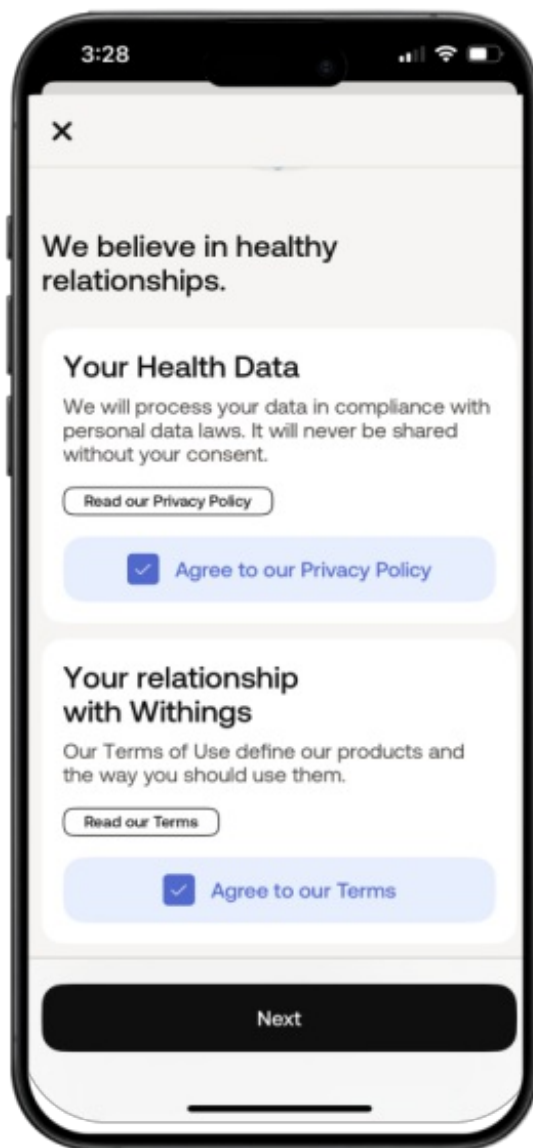 3:28
We believe in healthy
relationships.
Your Health Data
We will process your data in compliance with
personal data laws. It will never be shared
without your consent.
Read our Privacy Policy
Agree to our Privacy Policy
Your relationship
with Withings
Our Terms of Use define our products and
the way you should use them.
Read our Terms
Agree to our Terms
Next